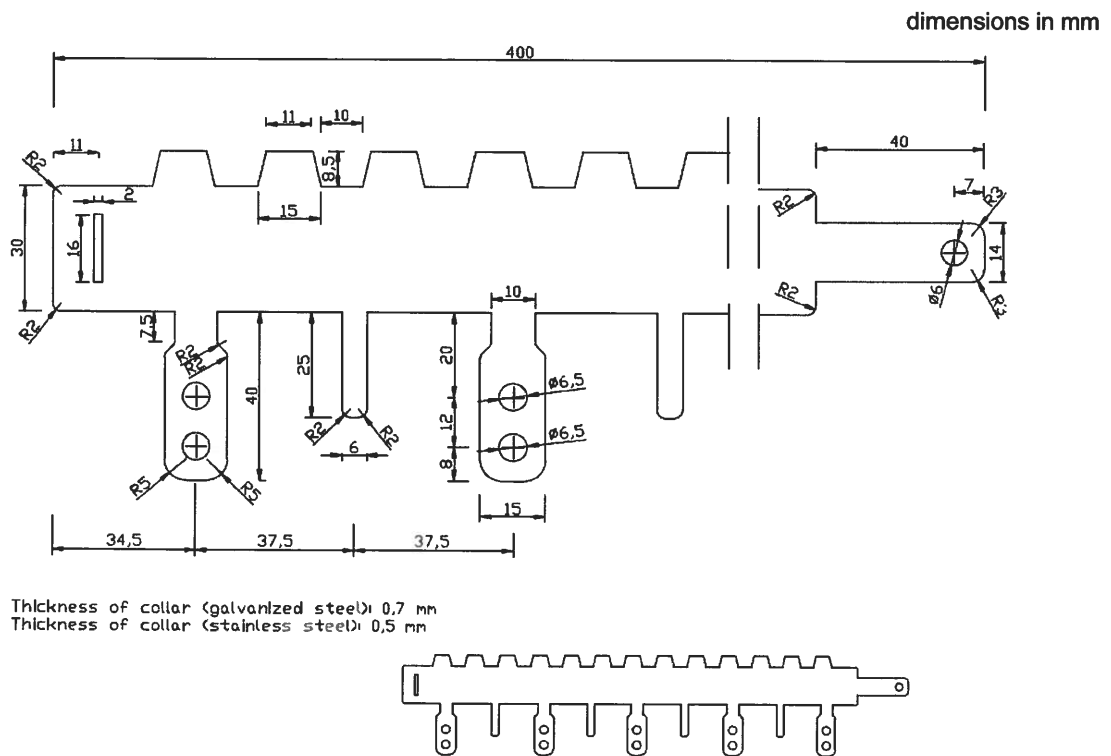 dimensions in mm
400
11
10
11
40
R2
8,5
7
R3
2
R2
15
30
16
14
Ø6
R2
10
R3
R2
7,5
R2
R2
25
20
40
Ø6,5
12
R2
R2
Ø6,5
6
8
R5
R5
15
34,5
37,5
37,5
Thickness of collar (galvanized steel): 0,7 mm
Thickness of collar (stainless steel): 0,5 mm